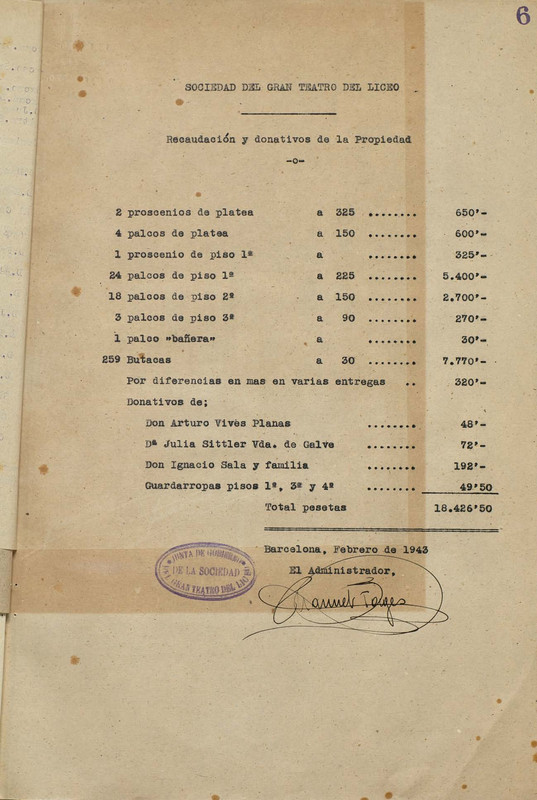 6
SOCIEDAD DEL GRAN TEATRO DEL LICEO
Recaudación y donativos de la Propiedad
-o-
2 proscenios de platea a 325 ........ 650'-
4 palcos de platea a 150 ........ 600'-
1 proscenio de piso 1º a ........ 325'-
24 palcos de piso 1º a 225 ........ 5.400'-
18 palcos de piso 2º a 150 ........ 2.700'-
3 palcos de piso 3º a 90 ........ 270'-
1 palco "bañera" a ........ 30'-
259 Butacas a 30 ........ 7.770'-
Por diferencias en mas en varias entregas .. 320'-
Donativos de;
Don Arturo Vives Planas ........ 48'-
Dª Julia Sittler Vda. de Galve ........ 72'-
Don Ignacio Sala y familia ........ 192'-
Guardarropas pisos 1º, 3º y 4º ........ 49'50
Total pesetas 18.426'50
Barcelona, Febrero de 1943
El Administrador,
JUNTA DE GOBIERNO
DE LA SOCIEDAD
GRAN TEATRO DEL LICEO